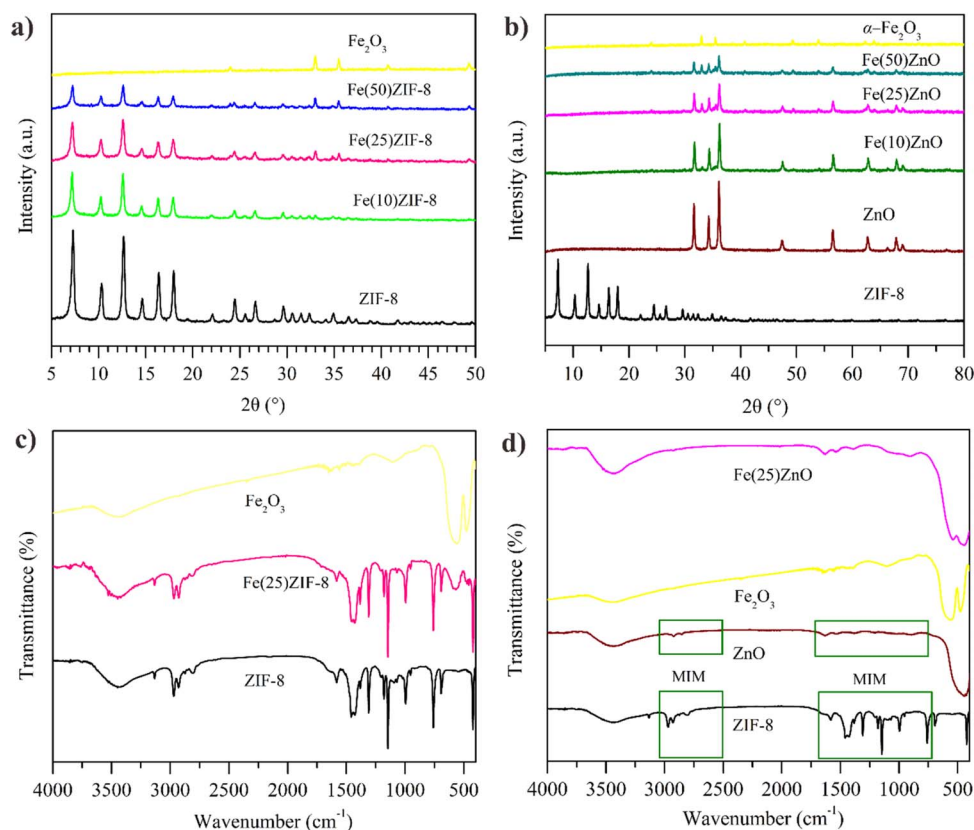 a)
Fe₂O₃
Fe(50)ZIF-8
Fe(25)ZIF-8
Fe(10)ZIF-8
ZIF-8
Intensity (a.u.)
5 10 15 20 25 30 35 40 45 50
2θ (°)
b)
α–Fe₂O₃
Fe(50)ZnO
Fe(25)ZnO
Fe(10)ZnO
ZnO
ZIF-8
Intensity (a.u.)
10 20 30 40 50 60 70 80
2θ (°)
c)
Fe₂O₃
Fe(25)ZIF-8
ZIF-8
Transmittance (%)
4000 3500 3000 2500 2000 1500 1000 500
Wavenumber (cm⁻¹)
d)
Fe(25)ZnO
Fe₂O₃
ZnO
MIM MIM
ZIF-8
Transmittance (%)
4000 3500 3000 2500 2000 1500 1000 500
Wavenumber (cm⁻¹)